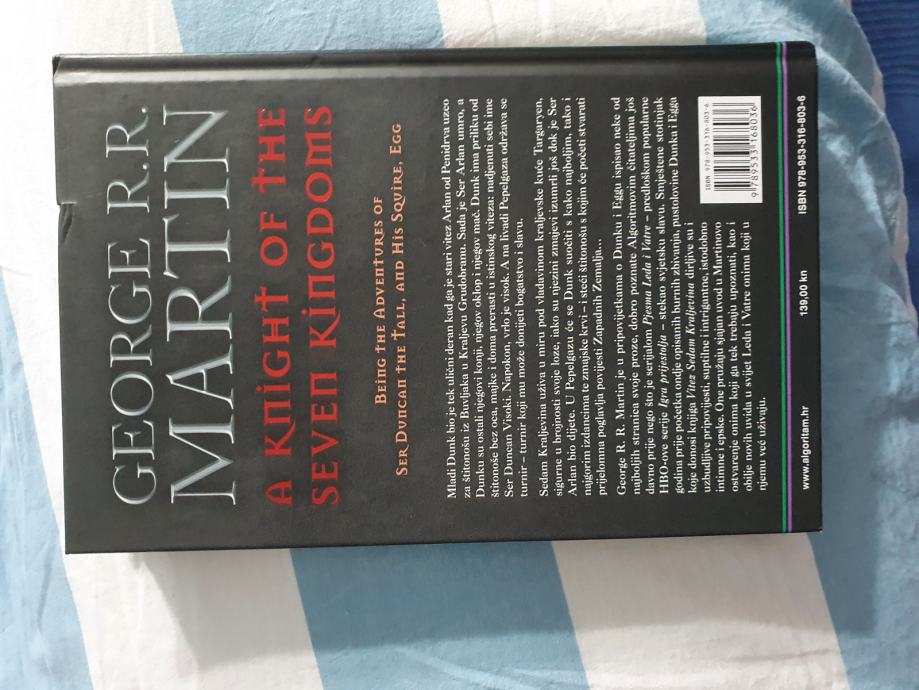 GEORGE R.R.
MARTIN
A KNIGHT OF THE
SEVEN KINGDOMS
BEING THE ADVENTURES OF
SER DUNCAN THE TALL, AND HIS SQUIRE, EGG
Mladi Dunk bio je tek ulični deran kad ga je stari vitez Arlan od Penidrva uzeo
za štitonošu iz Buvljaka u Kraljevu Grudobranu. Sada je Ser Arlan umro, a
Dunku su ostali njegovi konji, njegov oklop i njegov mač. Dunk ima priliku od
štitonoše bez oca, majke i doma prerasti u istinskog viteza: nadjenuti sebi ime
Ser Duncan Visoki. Napokon, vrlo je visok. A na livadi Pepelgaza održava se
turnir – turnir koji mu može donijeti bogatstvo i slavu.
Sedam Kraljevina uživa u miru pod vladavinom kraljevske kuće Targaryen,
sigurne u brojnosti svoje loze, iako su njezini zmajevi izumrli još dok je Ser
Arlan bio dijete. U Pepelgazu će se Dunk suočiti s kako najboljim, tako i
najgorim izdancima te zmajske krvi – i steći štitonošu s kojim će početi stvarati
prijelomna poglavlja povijesti Zapadnih Zemalja...
George R. R. Martin je u pripovijetkama o Dunku i Eggu ispisao neke od
najboljih stranica svoje proze, dobro poznate Algoritmovim čitateljima još
davno prije nego što je serijalom Pjesma Leda i Vatre – predloškom popularne
HBO-ove serije Igra prijestolja – stekao svjetsku slavu. Smještene stotinjak
godina prije početka ondje opisanih burnih zbivanja, pustolovine Dunka i Egga
koje donosi knjiga Vitez Sedam Kraljevina dirljive su i
uzbudljive pripovijesti, suptilne i intrigantne, istodobno
intimne i epske. One pružaju sjajan uvod u Martinovo
ostvarenje onima koji ga tek trebaju upoznati, kao i
obilje novih uvida u svijet Leda i Vatre onima koji u
njemu već uživaju.
ISBN 978-953-316-803-6
9 789533 168036
www.algoritam.hr 139,00 kn ISBN 978-953-316-803-6